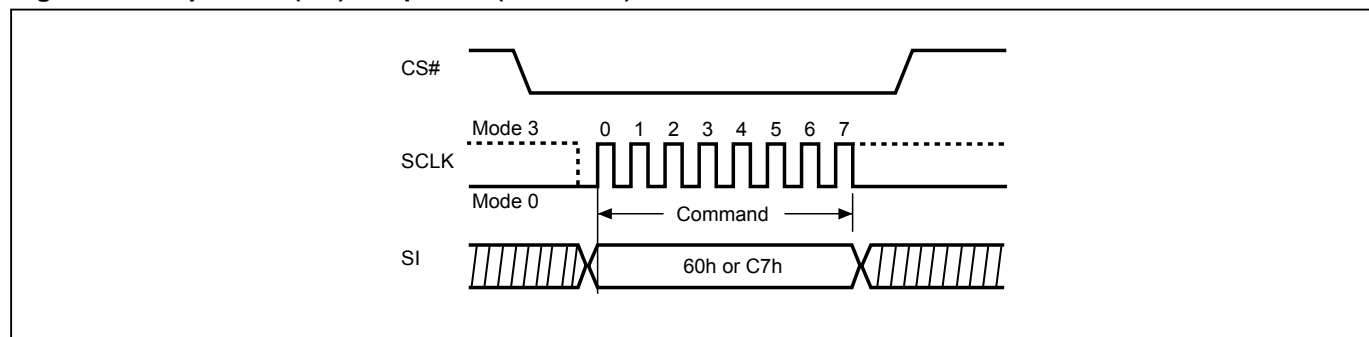 CS#
Mode 3
0 1 2 3 4 5 6 7
SCLK
Mode 0
Command
SI
60h or C7h